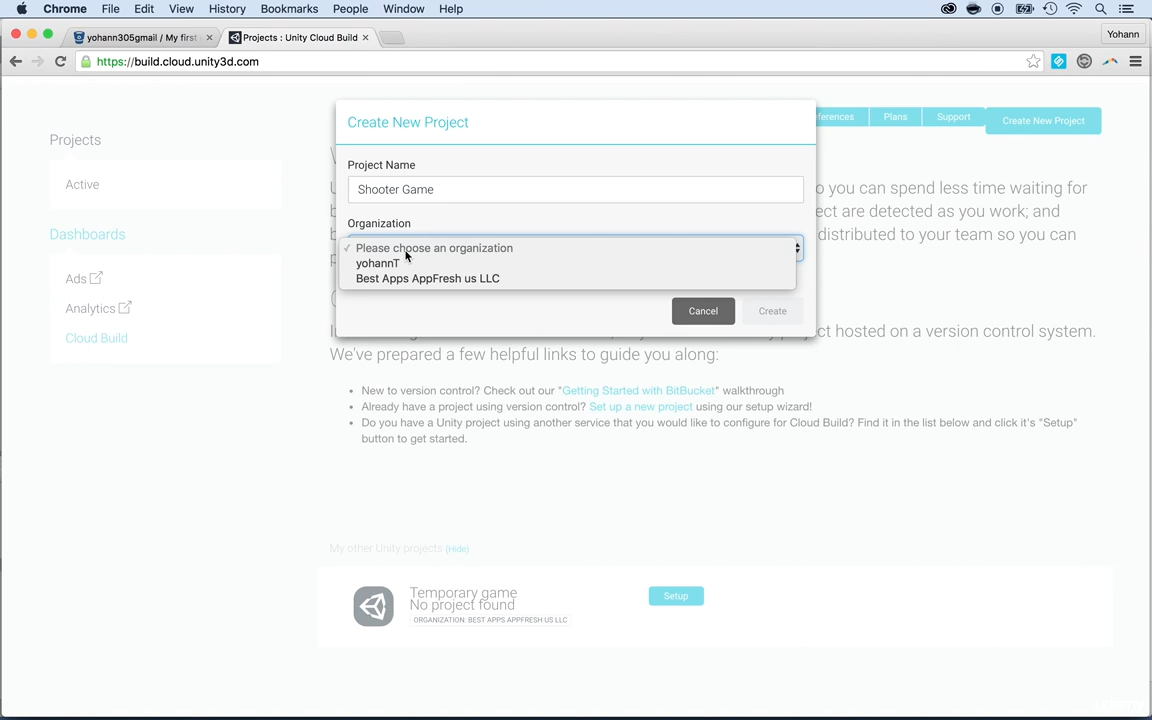 Chrome File Edit View History Bookmarks People Window Help
yohann305gmail / My first
Projects : Unity Cloud Build
Yohann
https://build.cloud.unity3d.com
Create New Project
ferences Plans Support Create New Project
Projects
Active
Dashboards
Ads
Analytics
Cloud Build
Project Name
Shooter Game
Organization
✓ Please choose an organization
yohannT
Best Apps AppFresh us LLC
Cancel Create
o you can spend less time waiting for
ect are detected as you work; and
distributed to your team so you can
ct hosted on a version control system.
We've prepared a few helpful links to guide you along:
• New to version control? Check out our "Getting Started with BitBucket" walkthrough
• Already have a project using version control? Set up a new project using our setup wizard!
• Do you have a Unity project using another service that you would like to configure for Cloud Build? Find it in the list below and click it's "Setup"
button to get started.
My other Unity projects (Hide)
Temporary game
No project found
ORGANIZATION: BEST APPS APPFRESH US LLC
Setup